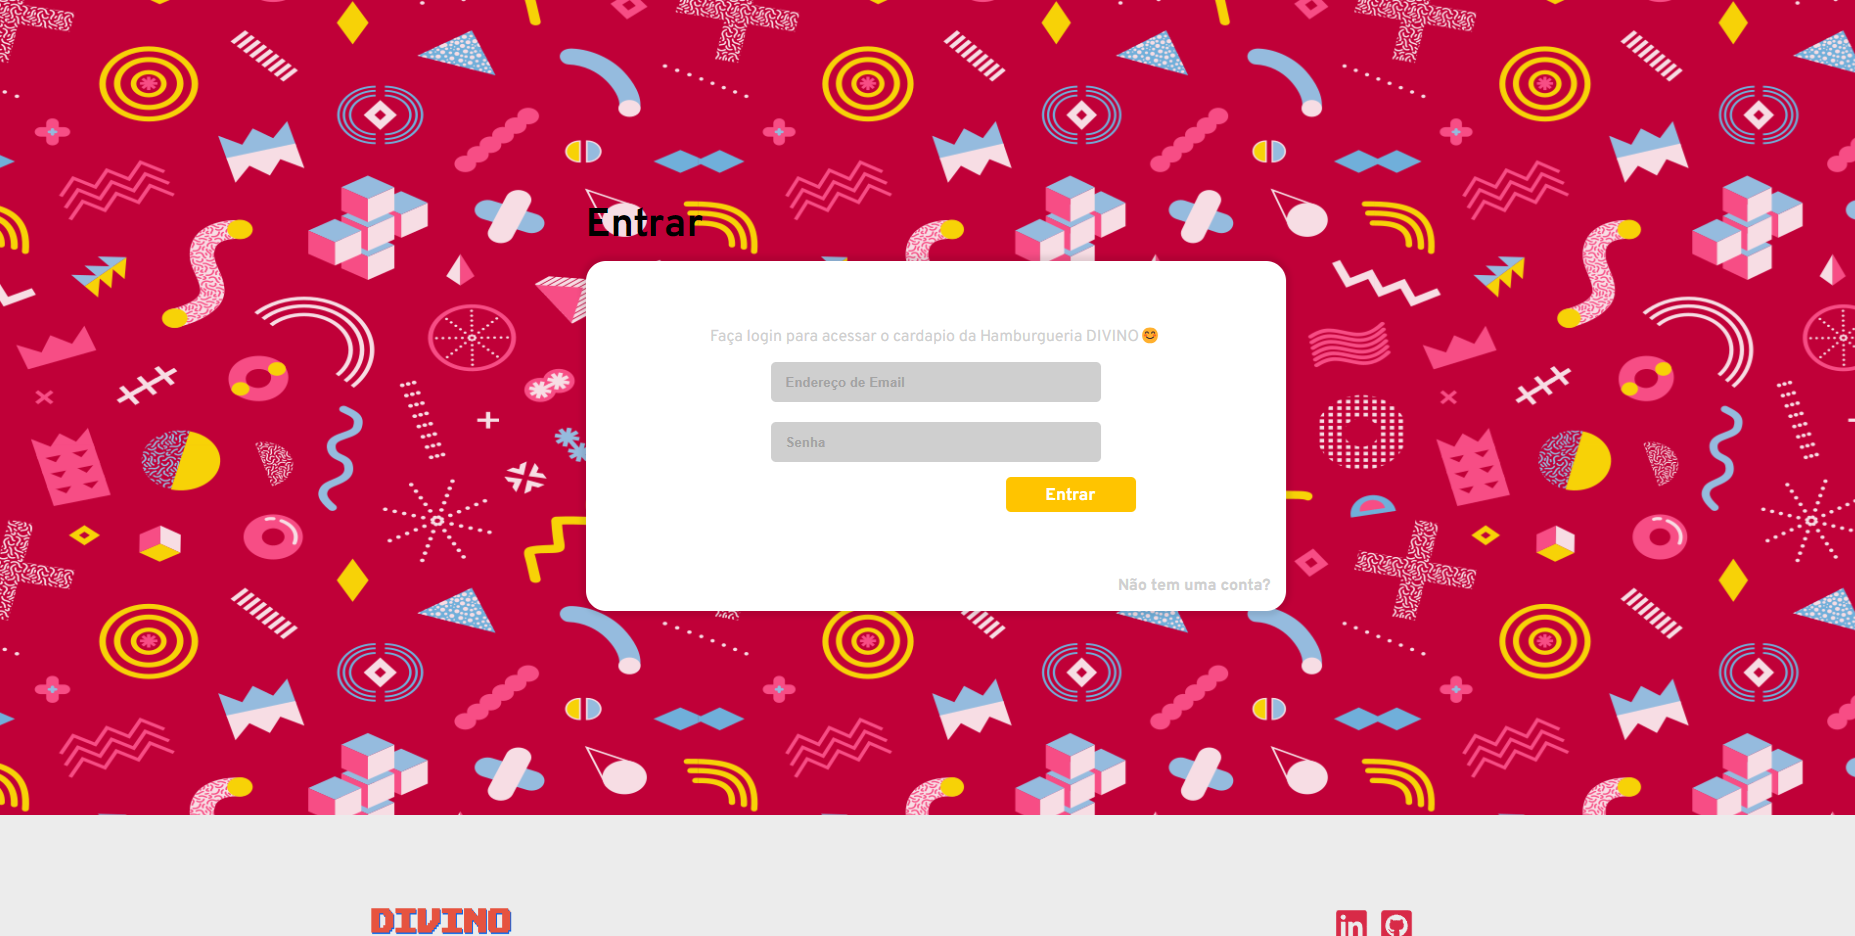 Entrar
Faça login para acessar o cardapio da Hamburgueria DIVINO 😊
Endereço de Email
Senha
Entrar
Não tem uma conta?
DIVINO
in